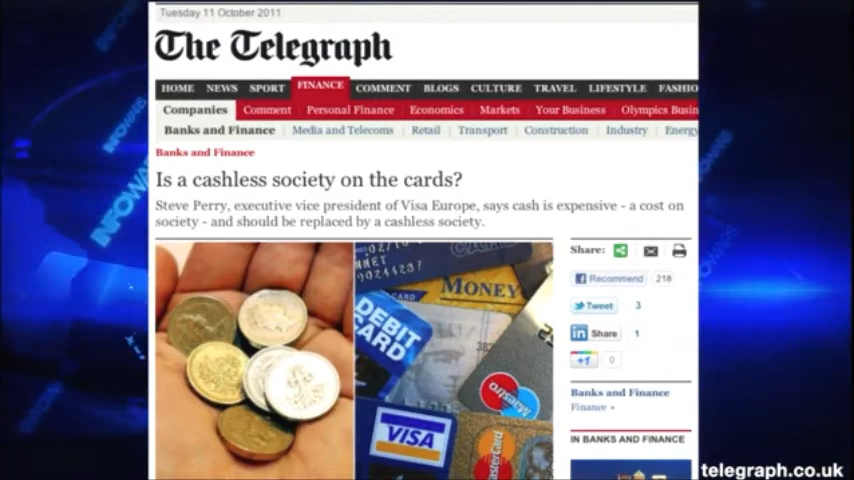 Tuesday 11 October 2011
The Telegraph
HOME NEWS SPORT FINANCE COMMENT BLOGS CULTURE TRAVEL LIFESTYLE FASHIO
Companies Comment Personal Finance Economics Markets Your Business Olympics Busin
Banks and Finance Media and Telecoms Retail Transport Construction Industry Energy
Banks and Finance
Is a cashless society on the cards?
Steve Perry, executive vice president of Visa Europe, says cash is expensive - a cost on
society - and should be replaced by a cashless society.
Share:
Recommend 218
Tweet 3
Share 1
+1 0
Banks and Finance
Finance »
IN BANKS AND FINANCE
MONEY
DEBIT
CARD
VISA
Maestro
MasterCard
INFOWARS
INFOWA
telegraph.co.uk